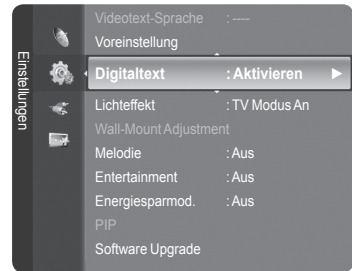 Einstellungen
Videotext-Sprache : ----
Voreinstellung
Digitaltext : Aktivieren ►
Lichteffekt : TV Modus An
Wall-Mount Adjustment
Melodie : Aus
Entertainment : Aus
Energiesparmod. : Aus
PIP
Software Upgrade